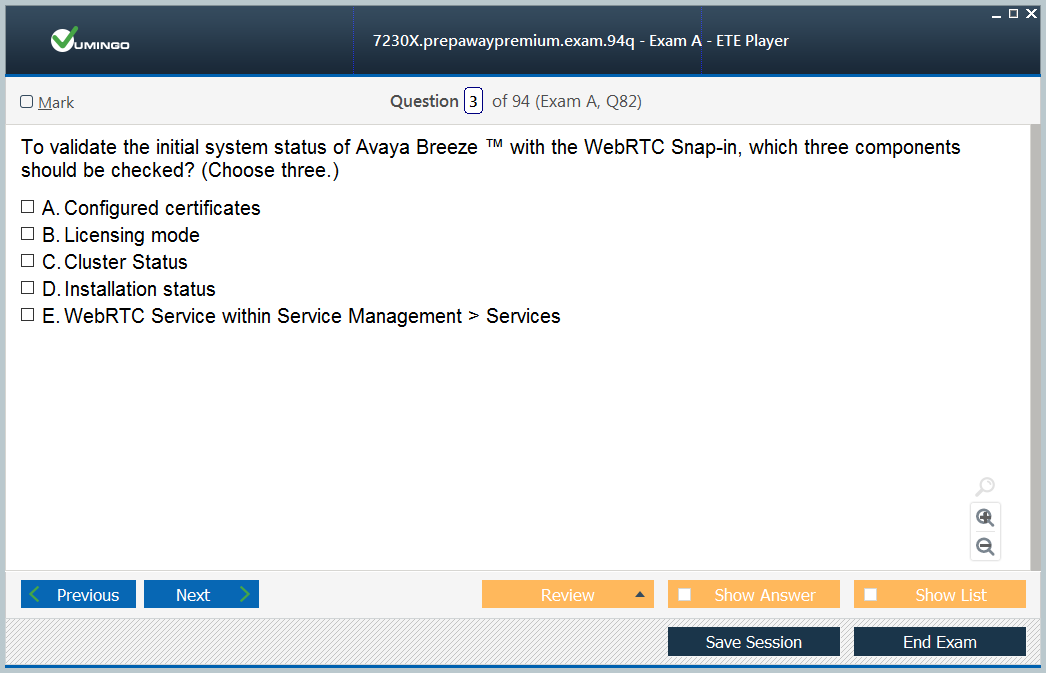 VUMINGO
7230X.prepawaypremium.exam.94q - Exam A - ETE Player
Mark
Question 3 of 94 (Exam A, Q82)
To validate the initial system status of Avaya Breeze ™ with the WebRTC Snap-in, which three components
should be checked? (Choose three.)
A. Configured certificates
B. Licensing mode
C. Cluster Status
D. Installation status
E. WebRTC Service within Service Management > Services
Previous
Next
Review
Show Answer
Show List
Save Session
End Exam